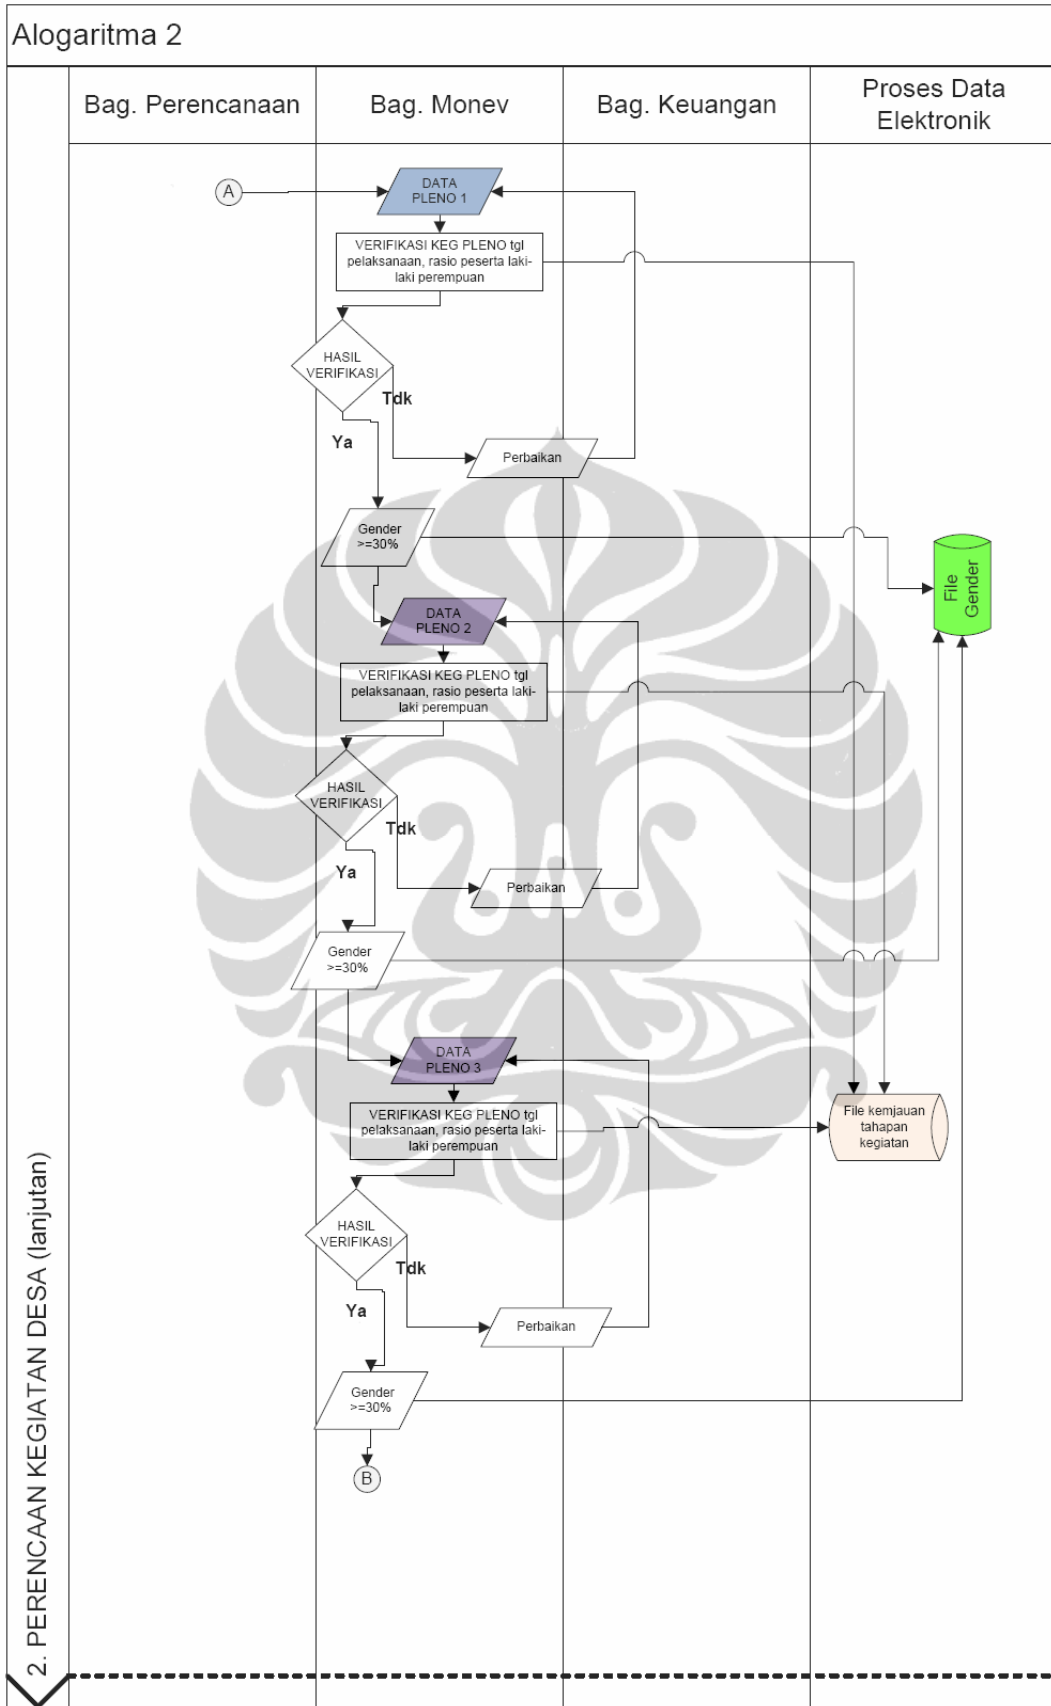 Alogaritma 2
Bag. Perencanaan
Bag. Monev
Bag. Keuangan
Proses Data
Elektronik
A
DATA
PLENO 1
VERIFIKASI KEG PLENO tgl
pelaksanaan, rasio peserta laki-
laki perempuan
HASIL
VERIFIKASI
Tdk
Ya
Perbaikan
Gender
>=30%
File
Gender
DATA
PLENO 2
VERIFIKASI KEG PLENO tgl
pelaksanaan, rasio peserta laki-
laki perempuan
HASIL
VERIFIKASI
Tdk
Ya
Perbaikan
Gender
>=30%
DATA
PLENO 3
VERIFIKASI KEG PLENO tgl
pelaksanaan, rasio peserta laki-
laki perempuan
File kemjauan
tahapan
kegiatan
HASIL
VERIFIKASI
Tdk
Ya
Perbaikan
Gender
>=30%
B
2. PERENCAAN KEGIATAN DESA (lanjutan)